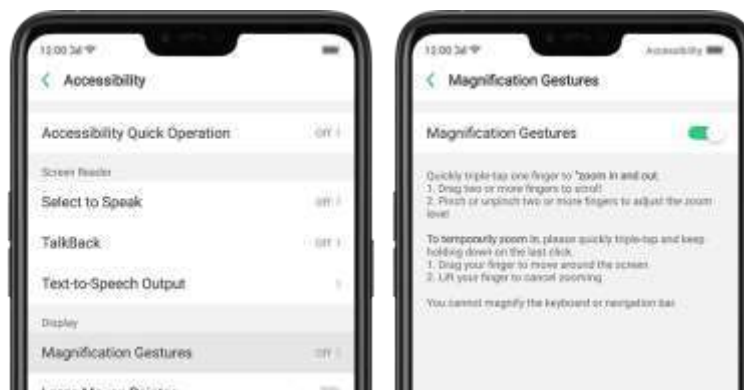 12:00
Accessibility
Accessibility Quick Operation Off
Screen Reader
Select to Speak Off
TalkBack Off
Text-to-Speech Output
Display
Magnification Gestures Off
12:00
Accessibility
Magnification Gestures
Magnification Gestures
Quickly triple-tap one finger to "zoom in and out.
1. Drag two or more fingers to scroll
2. Pinch or unpinch two or more fingers to adjust the zoom
level
To temporarily zoom in, please quickly triple-tap and keep
holding down on the last click.
1. Drag your finger to move around the screen
2. Lift your finger to cancel zooming
You cannot magnify the keyboard or navigation bar